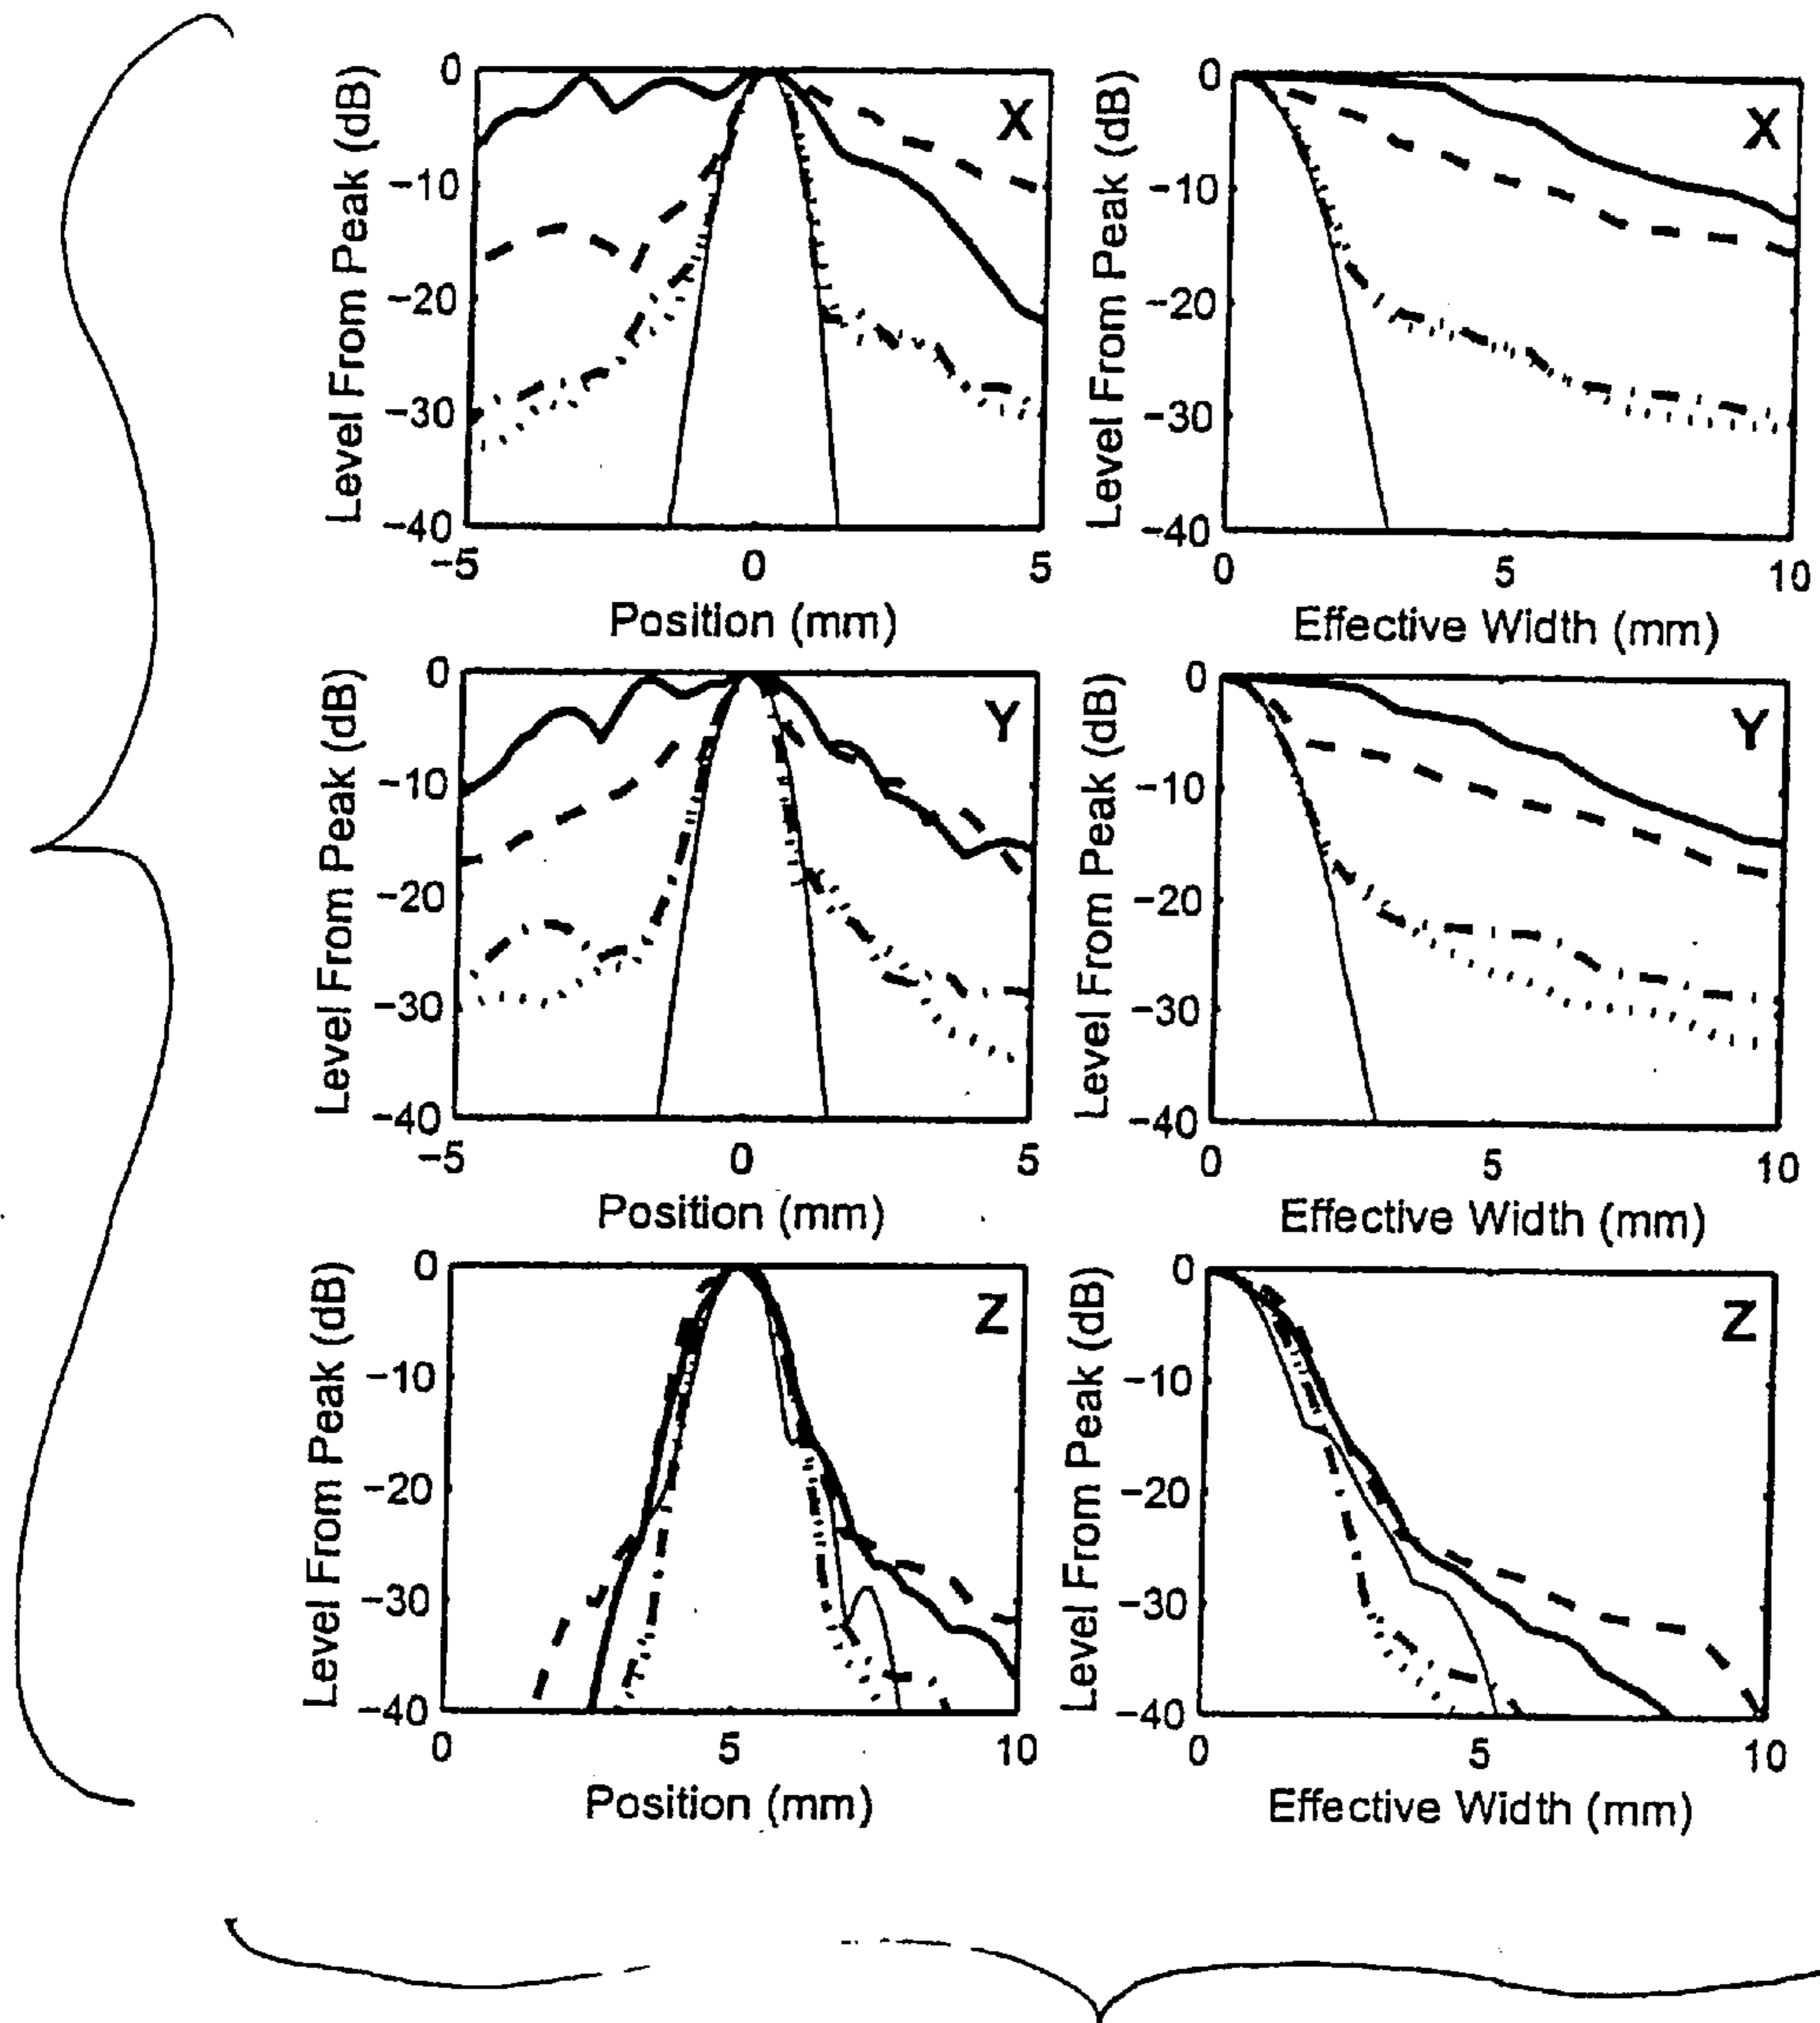 Level From Peak (dB)
0
-10
-20
-30
-40
X
-5
0
5
Position (mm)
Level From Peak (dB)
0
-10
-20
-30
-40
X
0
5
10
Effective Width (mm)
Level From Peak (dB)
0
-10
-20
-30
-40
Y
-5
0
5
Position (mm)
Level From Peak (dB)
0
-10
-20
-30
-40
Y
0
5
10
Effective Width (mm)
Level From Peak (dB)
0
-10
-20
-30
-40
Z
0
5
10
Position (mm)
Level From Peak (dB)
0
-10
-20
-30
-40
Z
0
5
10
Effective Width (mm)